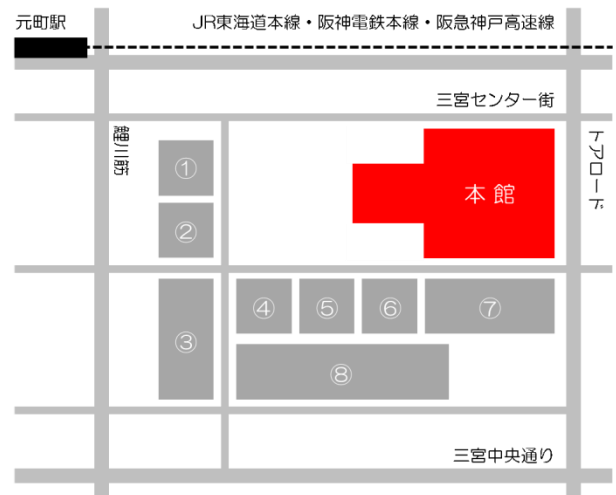 元町駅
JR東海道本線・阪神電鉄本線・阪急神戸高速線
三宮センター街
鯉川筋
トアロード
①
本館
②
③
④
⑤
⑥
⑦
⑧
三宮中央通り